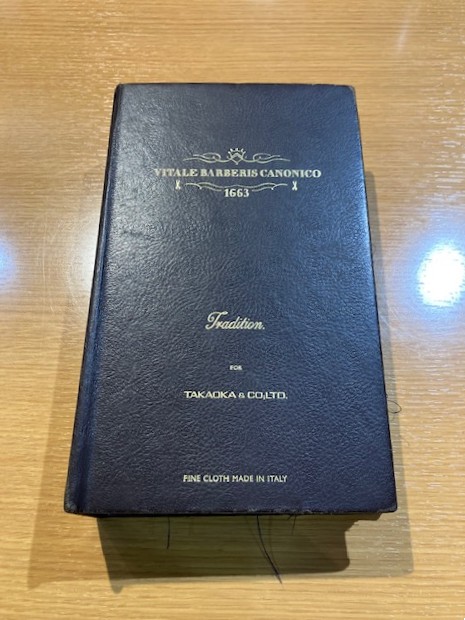 VITALE BARBERIS CANONICO
1663
Tradition.
FOR
TAKAOKA & CO.,LTD.
FINE CLOTH MADE IN ITALY